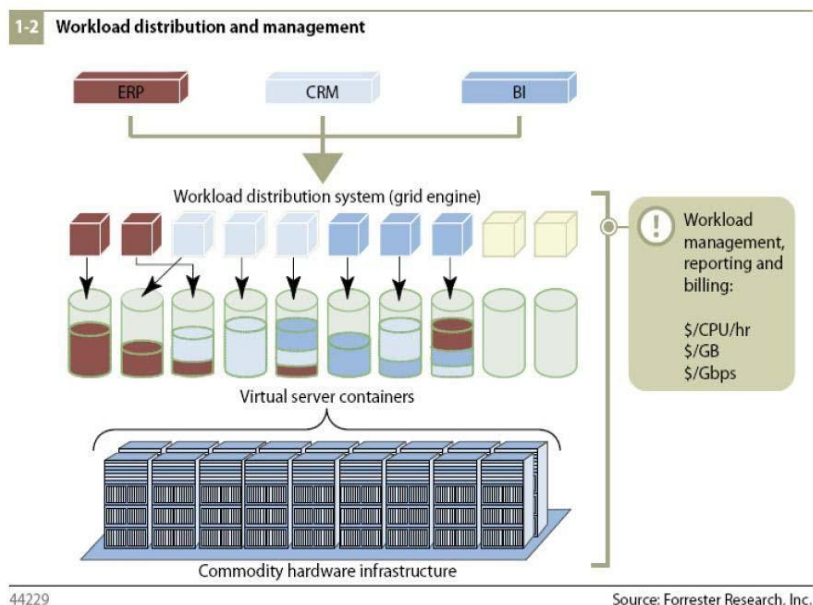 1-2 Workload distribution and management
ERP
CRM
BI
Workload distribution system (grid engine)
!
Workload
management,
reporting and
billing:
$/CPU/hr
$/GB
$/Gbps
Virtual server containers
Commodity hardware infrastructure
44229
Source: Forrester Research, Inc.